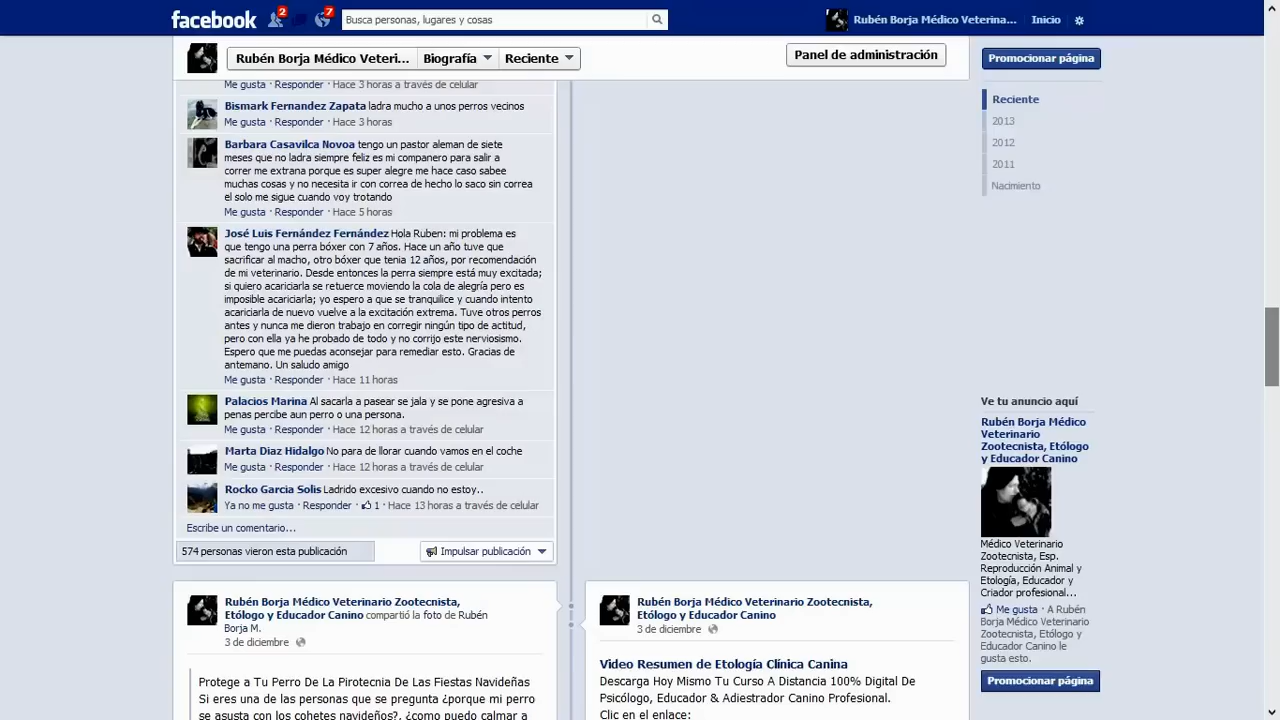 facebook 2 7 Busca personas, lugares y cosas Rubén Borja Médico Veterina... Inicio
Rubén Borja Médico Veteri... Biografía Reciente Panel de administración Promocionar página
Me gusta · Responder · Hace 3 horas a través de celular
Bismark Fernandez Zapata ladra mucho a unos perros vecinos
Me gusta · Responder · Hace 3 horas
Barbara Casavilca Novoa tengo un pastor aleman de siete
meses que no ladra siempre feliz es mi companero para salir a
correr me extrana porque es super alegre me hace caso sabee
muchas cosas y no necesita ir con correa de hecho lo saco sin correa
el solo me sigue cuando voy trotando
Me gusta · Responder · Hace 5 horas
José Luis Fernández Fernández Hola Ruben: mi problema es
que tengo una perra bóxer con 7 años. Hace un año tuve que
sacrificar al macho, otro bóxer que tenia 12 años, por recomendación
de mi veterinario. Desde entonces la perra siempre está muy excitada;
si quiero acariciarla se retuerce moviendo la cola de alegría pero es
imposible acariciarla; yo espero a que se tranquilice y cuando intento
acariciarla de nuevo vuelve a la excitación extrema. Tuve otros perros
antes y nunca me dieron trabajo en corregir ningún tipo de actitud,
pero con ella ya he probado de todo y no corrijo este nerviosismo.
Espero que me puedas aconsejar para remediar esto. Gracias de
antemano. Un saludo amigo
Me gusta · Responder · Hace 11 horas
Palacios Marina Al sacarla a pasear se jala y se pone agresiva a
penas percibe aun perro o una persona.
Me gusta · Responder · Hace 12 horas a través de celular
Marta Diaz Hidalgo No para de llorar cuando vamos en el coche
Me gusta · Responder · Hace 12 horas a través de celular
Rocko Garcia Solis Ladrido excesivo cuando no estoy..
Ya no me gusta · Responder · 1 · Hace 13 horas a través de celular
Escribe un comentario...
574 personas vieron esta publicación Impulsar publicación
Rubén Borja Médico Veterinario Zootecnista,
Etólogo y Educador Canino compartió la foto de Rubén
Borja M.
3 de diciembre
Protege a Tu Perro De La Pirotecnia De Las Fiestas Navideñas
Si eres una de las personas que se pregunta ¿porque mi perro
se asusta con los cohetes navideños?, ¿como puedo calmar a
Rubén Borja Médico Veterinario Zootecnista,
Etólogo y Educador Canino
3 de diciembre
Video Resumen de Etología Clínica Canina
Descarga Hoy Mismo Tu Curso A Distancia 100% Digital De
Psicólogo, Educador & Adiestrador Canino Profesional.
Clic en el enlace:
Reciente
2013
2012
2011
Nacimiento
Ve tu anuncio aquí
Rubén Borja Médico
Veterinario
Zootecnista, Etólogo
y Educador Canino
Médico Veterinario
Zootecnista, Esp.
Reproducción Animal y
Etología, Educador y
Criador profesional...
Me gusta · A Rubén
Borja Médico Veterinario
Zootecnista, Etólogo y
Educador Canino le
gusta esto.
Promocionar página